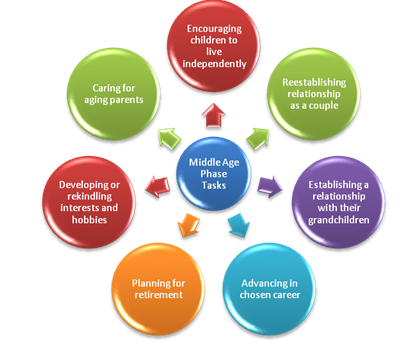 Encouraging
children to
live
independently
Reestablishing
relationship
as a couple
Establishing a
relationship
with their
grandchildren
Advancing in
chosen career
Planning for
retirement
Developing or
rekindling
interests and
hobbies
Caring for
aging parents
Middle Age
Phase
Tasks